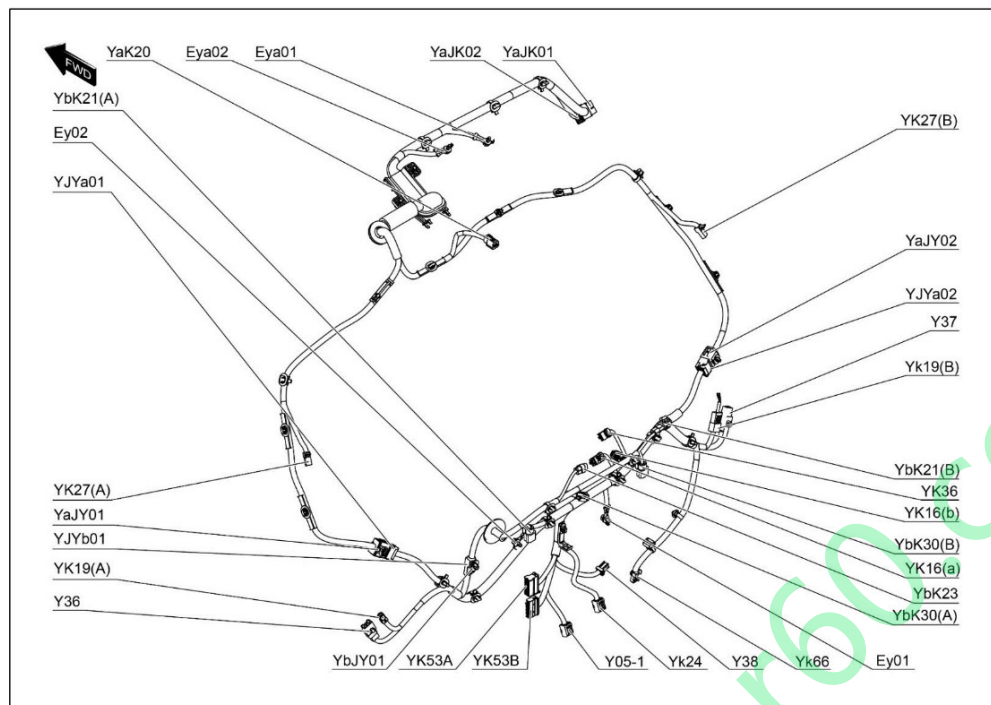 YaK20
Eya02
Eya01
YaJK02
YaJK01
FWD
YbK21(A)
Ey02
YJYa01
YK27(B)
YaJY02
YJYa02
Y37
Yk19(B)
YK27(A)
YaJY01
YJYb01
YK19(A)
Y36
YbK21(B)
YK36
YK16(b)
YbK30(B)
YK16(a)
YbK23
YbK30(A)
YbJY01
YK53A
YK53B
Y05-1
Yk24
Y38
Yk66
Ey01
r60.c